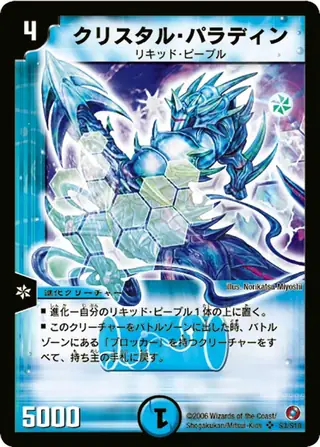 4
クリスタル・パラディン
リキッド・ピープル
illus. Norikatsu Miyoshi
進化クリーチャー
■ 進化ー自分のリキッド・ピープル1体の上に置く。
■ このクリーチャーをバトルゾーンに出した時、バトル
ゾーンにある「ブロッカー」を持つクリーチャーをす
べて、持ち主の手札に戻す。
5000
1
©2006 Wizards of the Coast/
Shogakukan/Mitsui-Kids